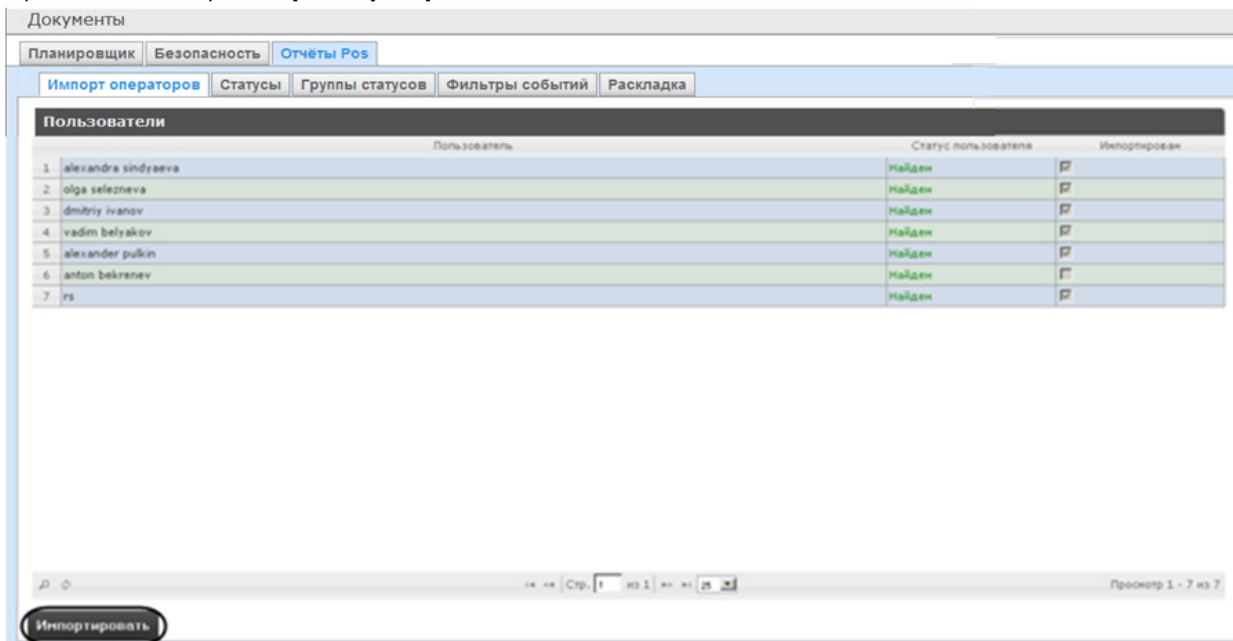 Документы
Планировщик Безопасность Отчёты Pos
Импорт операторов Статусы Группы статусов Фильтры событий Раскладка
Пользователи
Пользователь Статус пользователя Импортирован
1 alexandra sindyaeva Найден
2 olga selezneva Найден
3 dmitriy ivanov Найден
4 vadim belyakov Найден
5 alexander pulkin Найден
6 anton bekrenev Найден
7 rs Найден
Стр. 1 из 1 25 Просмотр 1 - 7 из 7
Импортировать